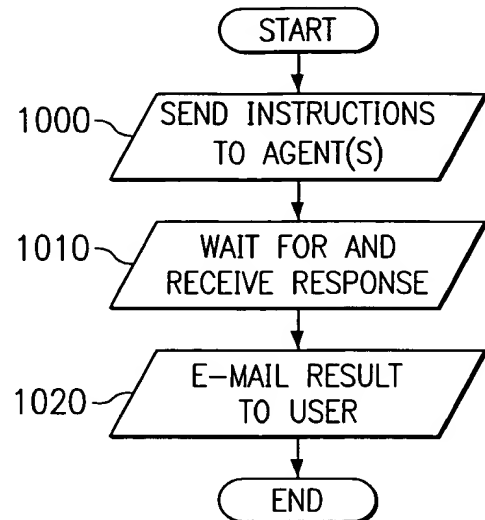 START
1000
SEND INSTRUCTIONS
TO AGENT(S)
1010
WAIT FOR AND
RECEIVE RESPONSE
1020
E-MAIL RESULT
TO USER
END